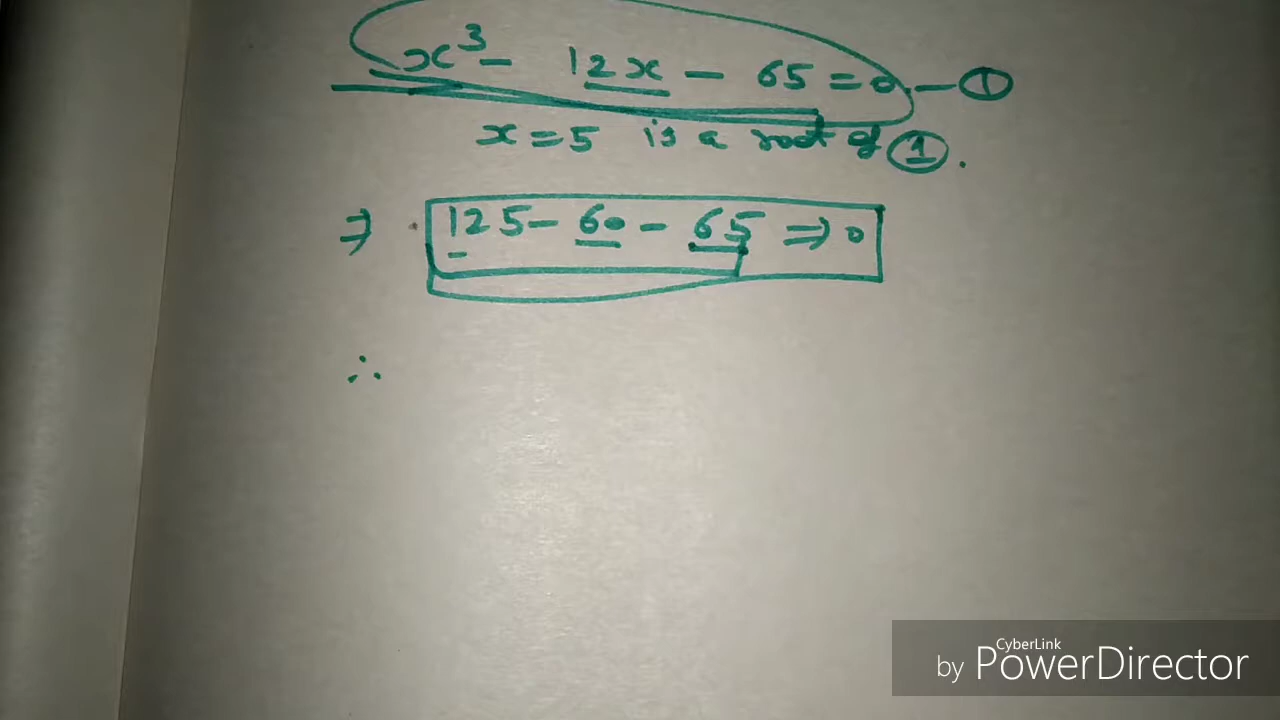 x³ - 12x - 65 = 0 — ①
x = 5 is a root of ①.
⇒ 125 - 60 - 65 ⇒ 0
∴
CyberLink
by PowerDirector